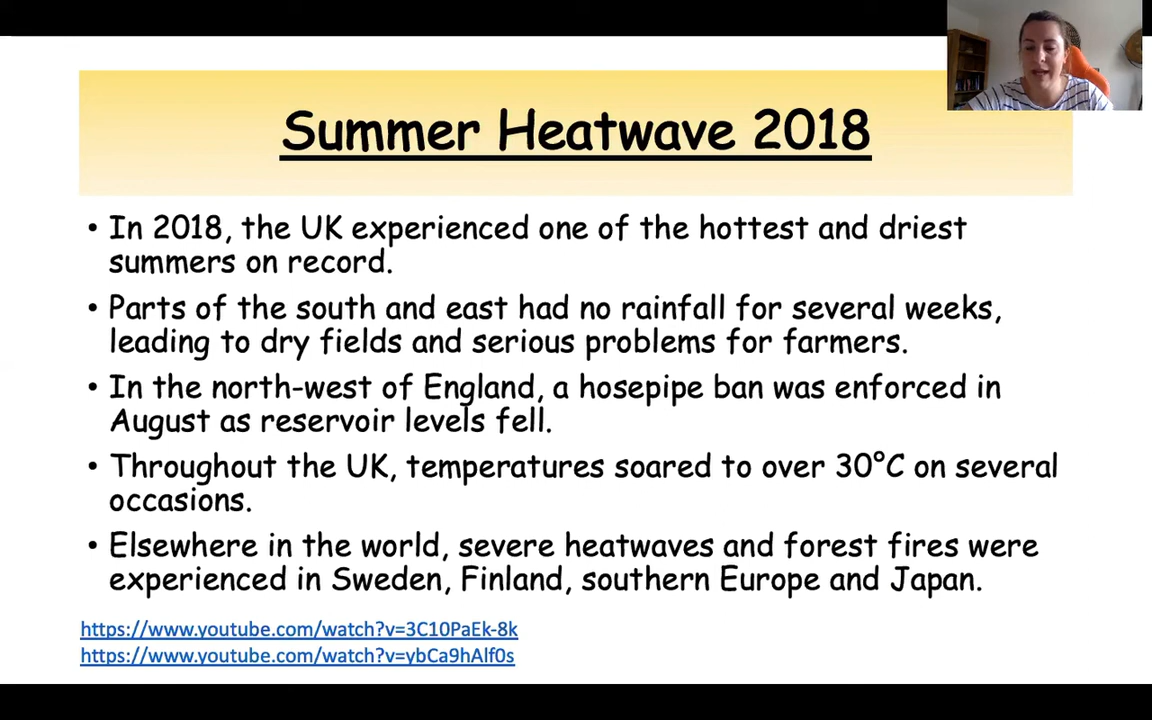 Summer Heatwave 2018
• In 2018, the UK experienced one of the hottest and driest
summers on record.
• Parts of the south and east had no rainfall for several weeks,
leading to dry fields and serious problems for farmers.
• In the north-west of England, a hosepipe ban was enforced in
August as reservoir levels fell.
• Throughout the UK, temperatures soared to over 30°C on several
occasions.
• Elsewhere in the world, severe heatwaves and forest fires were
experienced in Sweden, Finland, southern Europe and Japan.
https://www.youtube.com/watch?v=3C10PaEk-8k
https://www.youtube.com/watch?v=ybCa9hAlf0s